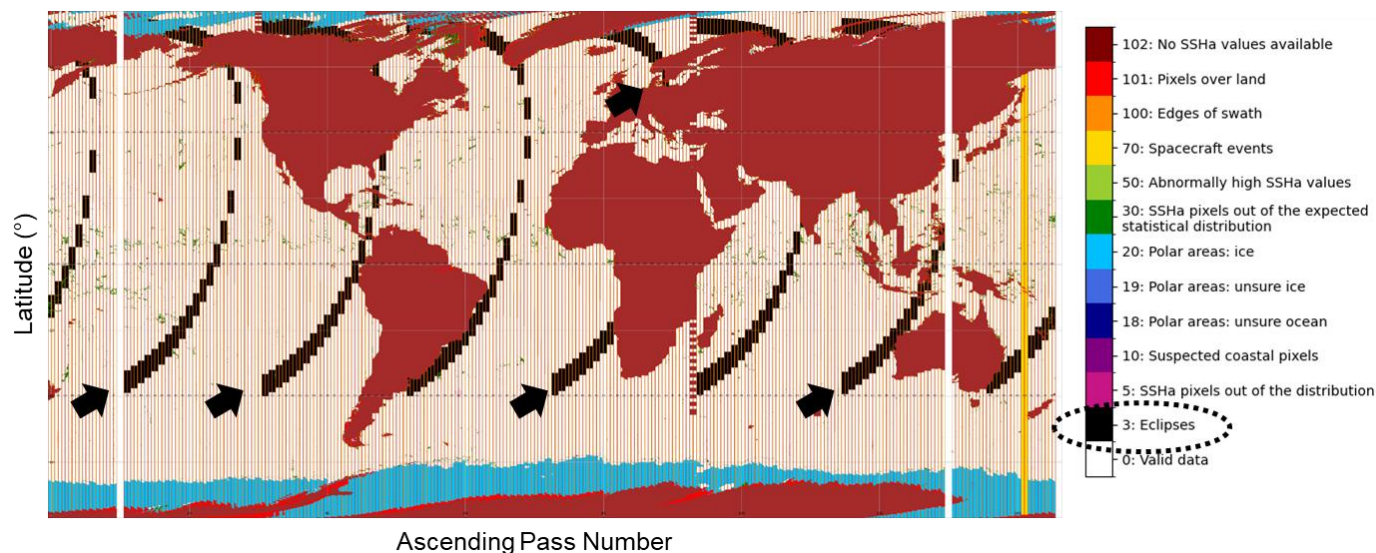 102: No SSHa values available
101: Pixels over land
100: Edges of swath
70: Spacecraft events
50: Abnormally high SSHa values
30: SSHa pixels out of the expected
statistical distribution
20: Polar areas: ice
19: Polar areas: unsure ice
18: Polar areas: unsure ocean
10: Suspected coastal pixels
5: SSHa pixels out of the distribution
3: Eclipses
0: Valid data
Latitude (°)
Ascending Pass Number